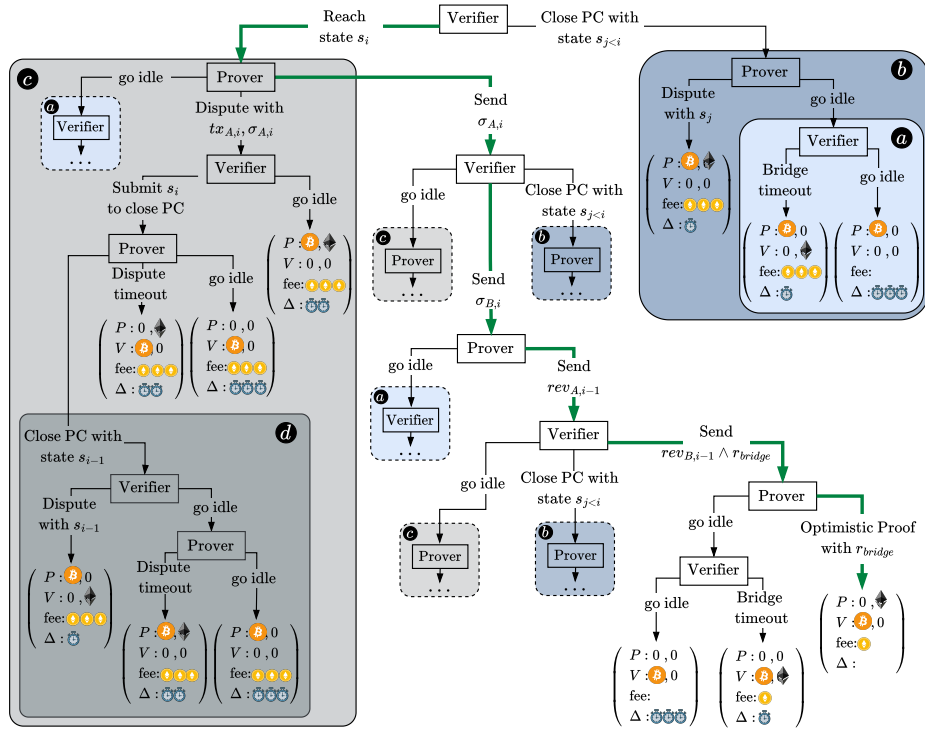 Reach
state s_i
Verifier
Close PC with
state s_{j<i}
c
go idle
Prover
a
Verifier
...
Dispute with
tx_{A,i}, σ_{A,i}
Verifier
Submit s_i
to close PC
go idle
P : ₿,
V : 0 , 0
fee:
Δ :
Prover
Dispute
timeout
go idle
P : 0 ,
V : ₿, 0
fee:
Δ :
P : 0 , 0
V : ₿, 0
fee:
Δ :
Close PC with
state s_{i−1}
d
Verifier
Dispute
with s_{i−1}
go idle
P : ₿, 0
V : 0 ,
fee:
Δ :
Prover
Dispute
timeout
go idle
P : ₿,
V : 0 , 0
fee:
Δ :
P : ₿, 0
V : 0 , 0
fee:
Δ :
Send
σ_{A,i}
Verifier
go idle
Close PC with
state s_{j<i}
c
Prover
...
b
Prover
...
Send
σ_{B,i}
Prover
go idle
a
Verifier
...
Send
rev_{A,i−1}
Verifier
go idle
Close PC with
state s_{j<i}
c
Prover
...
b
Prover
...
Send
rev_{B,i−1} ∧ r_{bridge}
Prover
go idle
Optimistic Proof
with r_{bridge}
P : 0 ,
V : ₿, 0
fee:
Δ :
Verifier
go idle
Bridge
timeout
P : 0 , 0
V : ₿, 0
fee:
Δ :
P : 0 , 0
V : ₿,
fee:
Δ :
b
Prover
Dispute
with s_j
go idle
P : ₿,
V : 0 , 0
fee:
Δ :
a
Verifier
Bridge
timeout
go idle
P : ₿, 0
V : 0 ,
fee:
Δ :
P : ₿, 0
V : 0 , 0
fee:
Δ :